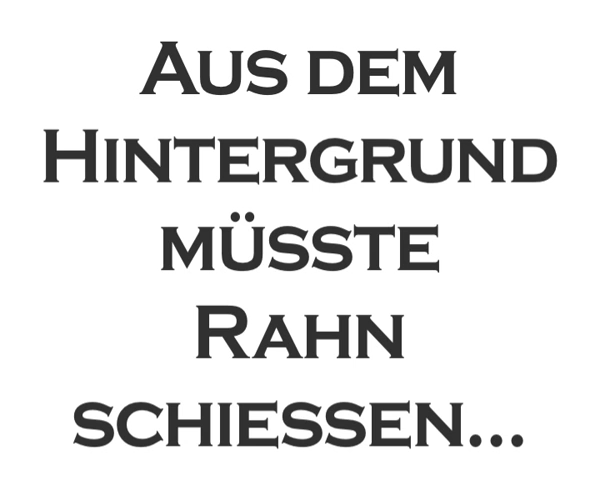 Aus dem
Hintergrund
müsste
Rahn
schiessen...